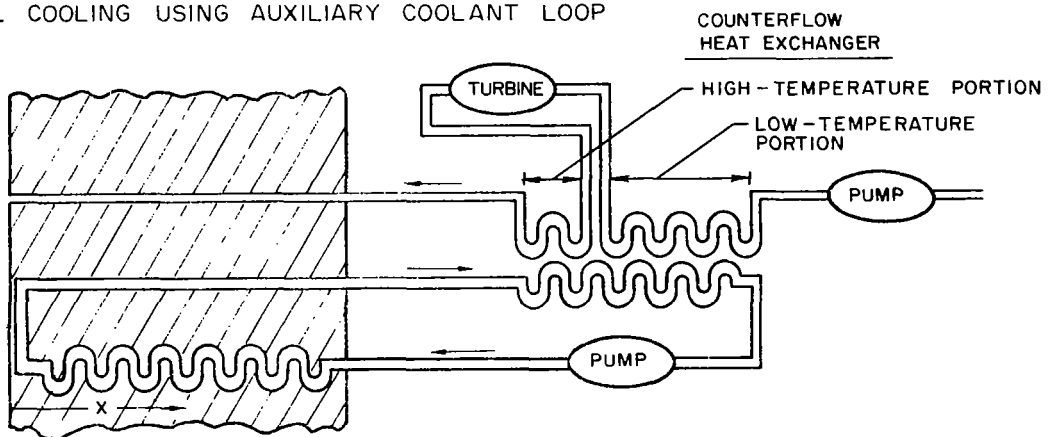 COOLING USING AUXILIARY COOLANT LOOP
COUNTERFLOW
HEAT EXCHANGER
TURBINE
HIGH-TEMPERATURE PORTION
LOW-TEMPERATURE
PORTION
PUMP
PUMP
X